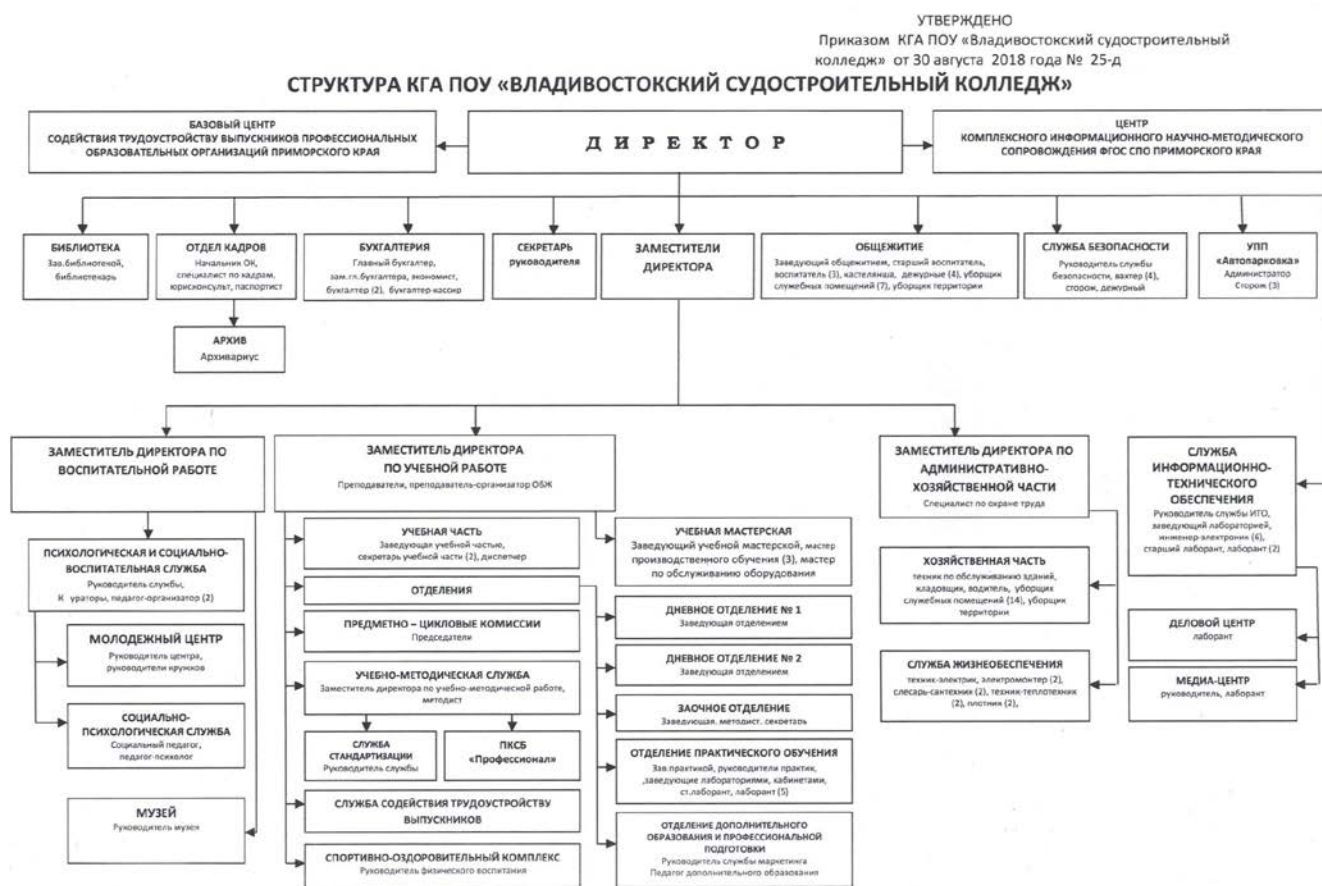 УТВЕРЖДЕНО
Приказом КГА ПОУ «Владивостокский судостроительный
колледж» от 30 августа 2018 года № 25-д
СТРУКТУРА КГА ПОУ «ВЛАДИВОСТОКСКИЙ СУДОСТРОИТЕЛЬНЫЙ КОЛЛЕДЖ»
БАЗОВЫЙ ЦЕНТР
СОДЕЙСТВИЯ ТРУДОУСТРОЙСТВУ ВЫПУСКНИКОВ ПРОФЕССИОНАЛЬНЫХ
ОБРАЗОВАТЕЛЬНЫХ ОРГАНИЗАЦИЙ ПРИМОРСКОГО КРАЯ
ДИРЕКТОР
ЦЕНТР
КОМПЛЕКСНОГО ИНФОРМАЦИОННОГО НАУЧНО-МЕТОДИЧЕСКОГО
СОПРОВОЖДЕНИЯ ФГОС СПО ПРИМОРСКОГО КРАЯ
БИБЛИОТЕКА
Зав.библиотекой,
библиотекарь
ОТДЕЛ КАДРОВ
Начальник ОК,
специалист по кадрам,
юрисконсульт, паспортист
БУХГАЛТЕРИЯ
Главный бухгалтер,
зам.гл.бухгалтера, экономист,
бухгалтер (2), бухгалтер-кассир
СЕКРЕТАРЬ
руководителя
ЗАМЕСТИТЕЛИ
ДИРЕКТОРА
ОБЩЕЖИТИЕ
Заведующий общежитием, старший воспитатель,
воспитатель (3), кастелянша, дежурные (4), уборщик
служебных помещений (7), уборщик территории
СЛУЖБА БЕЗОПАСНОСТИ
Руководитель службы
безопасности, вахтер (4),
сторож, дежурный
УПП
«Автопарковка»
Администратор
Сторож (3)
АРХИВ
Архивариус
ЗАМЕСТИТЕЛЬ ДИРЕКТОРА ПО
ВОСПИТАТЕЛЬНОЙ РАБОТЕ
ПСИХОЛОГИЧЕСКАЯ И СОЦИАЛЬНО-
ВОСПИТАТЕЛЬНАЯ СЛУЖБА
Руководитель службы,
К ураторы, педагог-организатор (2)
МОЛОДЕЖНЫЙ ЦЕНТР
Руководитель центра,
руководители кружков
СОЦИАЛЬНО-
ПСИХОЛОГИЧЕСКАЯ СЛУЖБА
Социальный педагог,
педагог-психолог
МУЗЕЙ
Руководитель музея
ЗАМЕСТИТЕЛЬ ДИРЕКТОРА
ПО УЧЕБНОЙ РАБОТЕ
Преподаватели, преподаватель-организатор ОБЖ
УЧЕБНАЯ ЧАСТЬ
Заведующая учебной частью,
секретарь учебной части (2), диспетчер
ОТДЕЛЕНИЯ
ПРЕДМЕТНО – ЦИКЛОВЫЕ КОМИССИИ
Председатели
УЧЕБНО-МЕТОДИЧЕСКАЯ СЛУЖБА
Заместитель директора по учебно-методической работе,
методист
СЛУЖБА
СТАНДАРТИЗАЦИИ
Руководитель службы
ПКСБ
«Профессионал»
СЛУЖБА СОДЕЙСТВИЯ ТРУДОУСТРОЙСТВУ
ВЫПУСКНИКОВ
СПОРТИВНО-ОЗДОРОВИТЕЛЬНЫЙ КОМПЛЕКС
Руководитель физического воспитания
УЧЕБНАЯ МАСТЕРСКАЯ
Заведующий учебной мастерской, мастер
производственного обучения (3), мастер
по обслуживанию оборудования
ДНЕВНОЕ ОТДЕЛЕНИЕ № 1
Заведующая отделением
ДНЕВНОЕ ОТДЕЛЕНИЕ № 2
Заведующая отделением
ЗАОЧНОЕ ОТДЕЛЕНИЕ
Заведующая, методист, секретарь
ОТДЕЛЕНИЕ ПРАКТИЧЕСКОГО ОБУЧЕНИЯ
Зав.практикой, руководители практик,
,заведующие лабораториями, кабинетами,
ст.лаборант, лаборант (5)
ОТДЕЛЕНИЕ ДОПОЛНИТЕЛЬНОГО
ОБРАЗОВАНИЯ И ПРОФЕССИОНАЛЬНОЙ
ПОДГОТОВКИ
Руководитель службы маркетинга
Педагог дополнительного образования
ЗАМЕСТИТЕЛЬ ДИРЕКТОРА ПО
АДМИНИСТРАТИВНО-
ХОЗЯЙСТВЕННОЙ ЧАСТИ
Специалист по охране труда
ХОЗЯЙСТВЕННАЯ ЧАСТЬ
техник по обслуживанию зданий,
кладовщик, водитель, уборщик
служебных помещений (14), уборщик
территории
СЛУЖБА ЖИЗНЕОБЕСПЕЧЕНИЯ
техник-электрик, электромонтер (2),
слесарь-сантехник (2), техник-теплотехник
(2), плотник (2),
СЛУЖБА
ИНФОРМАЦИОННО-
ТЕХНИЧЕСКОГО
ОБЕСПЕЧЕНИЯ
Руководитель службы ИТО,
заведующий лабораторией,
инженер-электроник (6),
старший лаборант, лаборант (2)
ДЕЛОВОЙ ЦЕНТР
лаборант
МЕДИА-ЦЕНТР
руководитель, лаборант